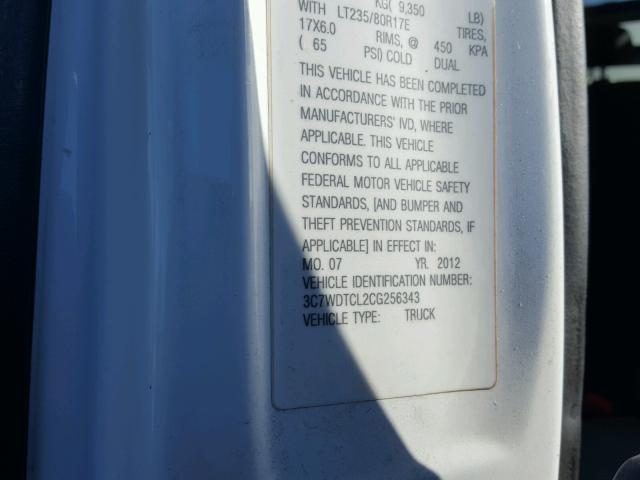 KG( 9,350 LB)
WITH LT235/80R17E TIRES,
17X6.0 RIMS, @ 450 KPA
( 65 PSI) COLD DUAL
THIS VEHICLE HAS BEEN COMPLETED
IN ACCORDANCE WITH THE PRIOR
MANUFACTURERS' IVD, WHERE
APPLICABLE. THIS VEHICLE
CONFORMS TO ALL APPLICABLE
FEDERAL MOTOR VEHICLE SAFETY
STANDARDS, [AND BUMPER AND
THEFT PREVENTION STANDARDS, IF
APPLICABLE] IN EFFECT IN:
MO. 07 YR. 2012
VEHICLE IDENTIFICATION NUMBER:
3C7WDTCL2CG256343
VEHICLE TYPE: TRUCK